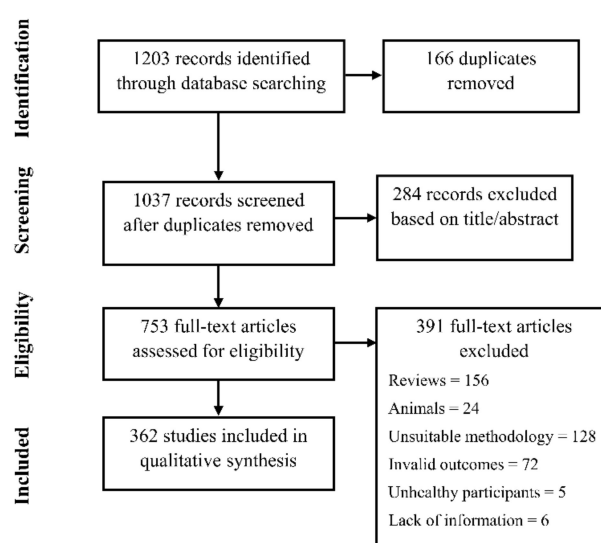 Identification
1203 records identified
through database searching
166 duplicates
removed
Screening
1037 records screened
after duplicates removed
284 records excluded
based on title/abstract
Eligibility
753 full-text articles
assessed for eligibility
391 full-text articles
excluded
Reviews = 156
Animals = 24
Unsuitable methodology = 128
Invalid outcomes = 72
Unhealthy participants = 5
Lack of information = 6
Included
362 studies included in
qualitative synthesis